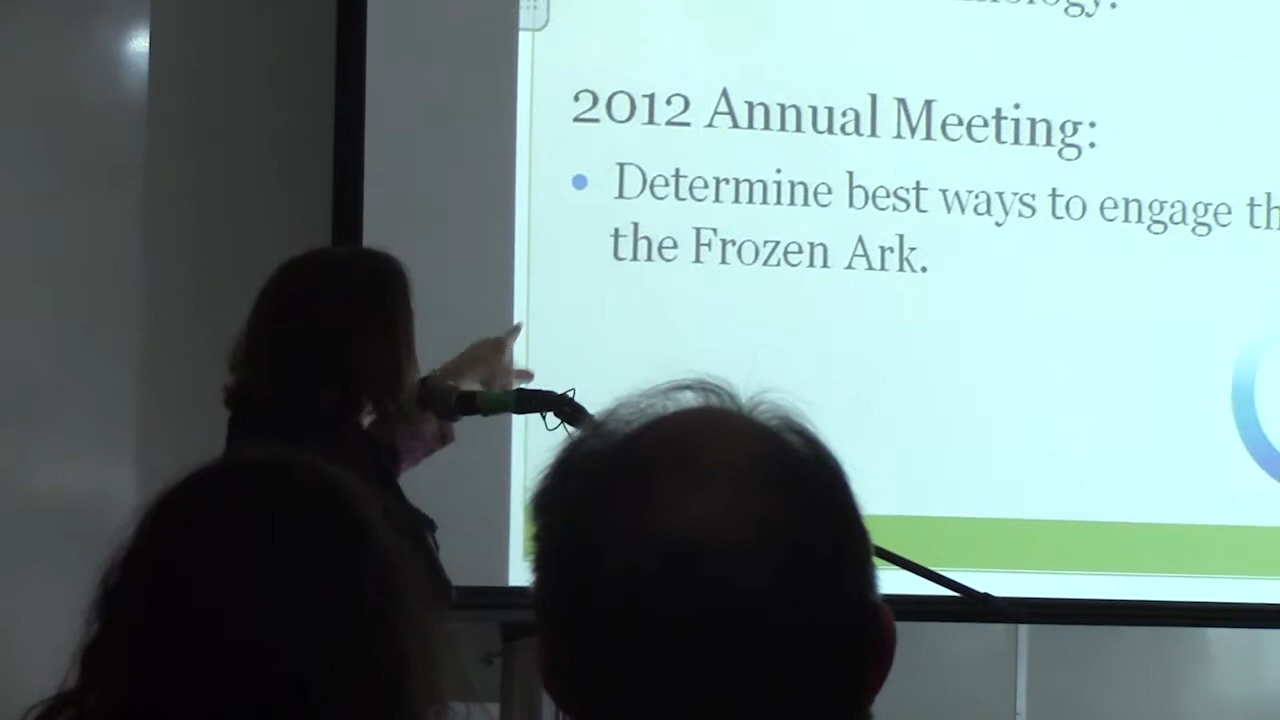 2012 Annual Meeting:
Determine best ways to engage
the Frozen Ark.